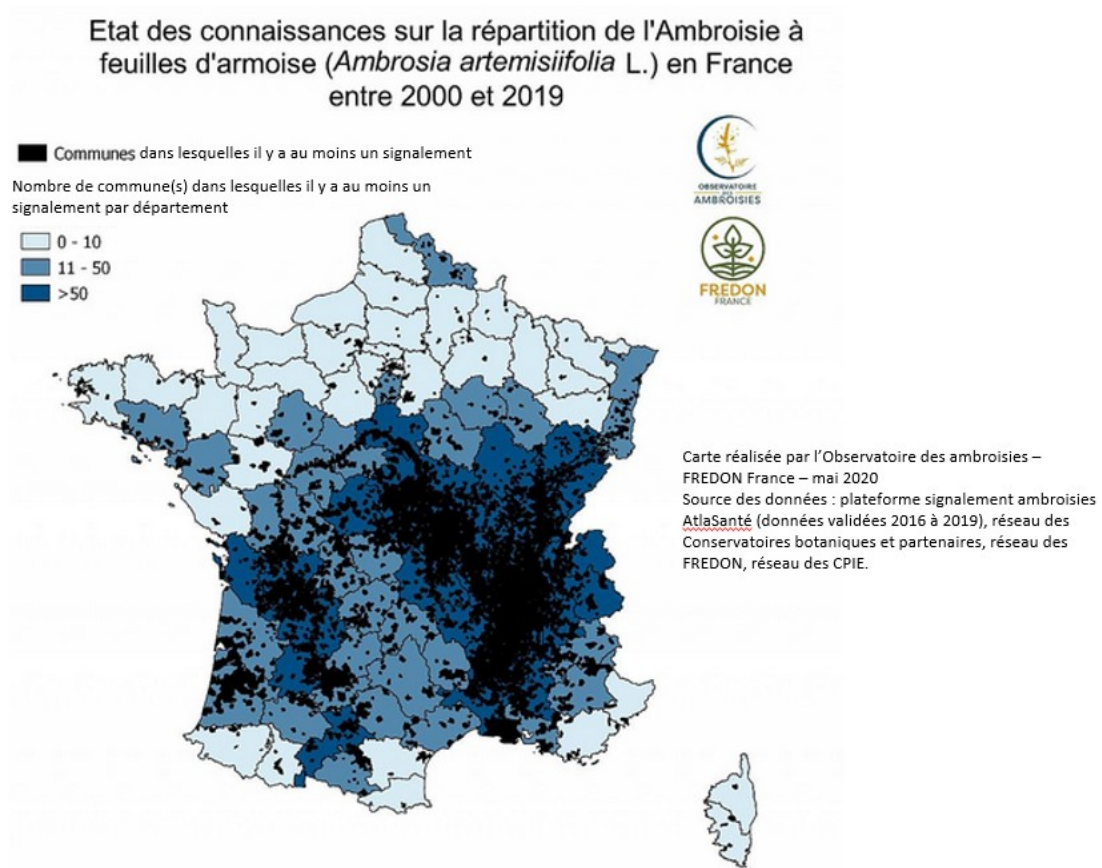 Etat des connaissances sur la répartition de l'Ambroisie à
feuilles d'armoise (Ambrosia artemisiifolia L.) en France
entre 2000 et 2019
Communes dans lesquelles il y a au moins un signalement
Nombre de commune(s) dans lesquelles il y a au moins un
signalement par département
0 - 10
11 - 50
>50
OBSERVATOIRE
DES
AMBROISIES
FREDON
FRANCE
Carte réalisée par l'Observatoire des ambroisies –
FREDON France – mai 2020
Source des données : plateforme signalement ambroisies
AtlaSanté (données validées 2016 à 2019), réseau des
Conservatoires botaniques et partenaires, réseau des
FREDON, réseau des CPIE.